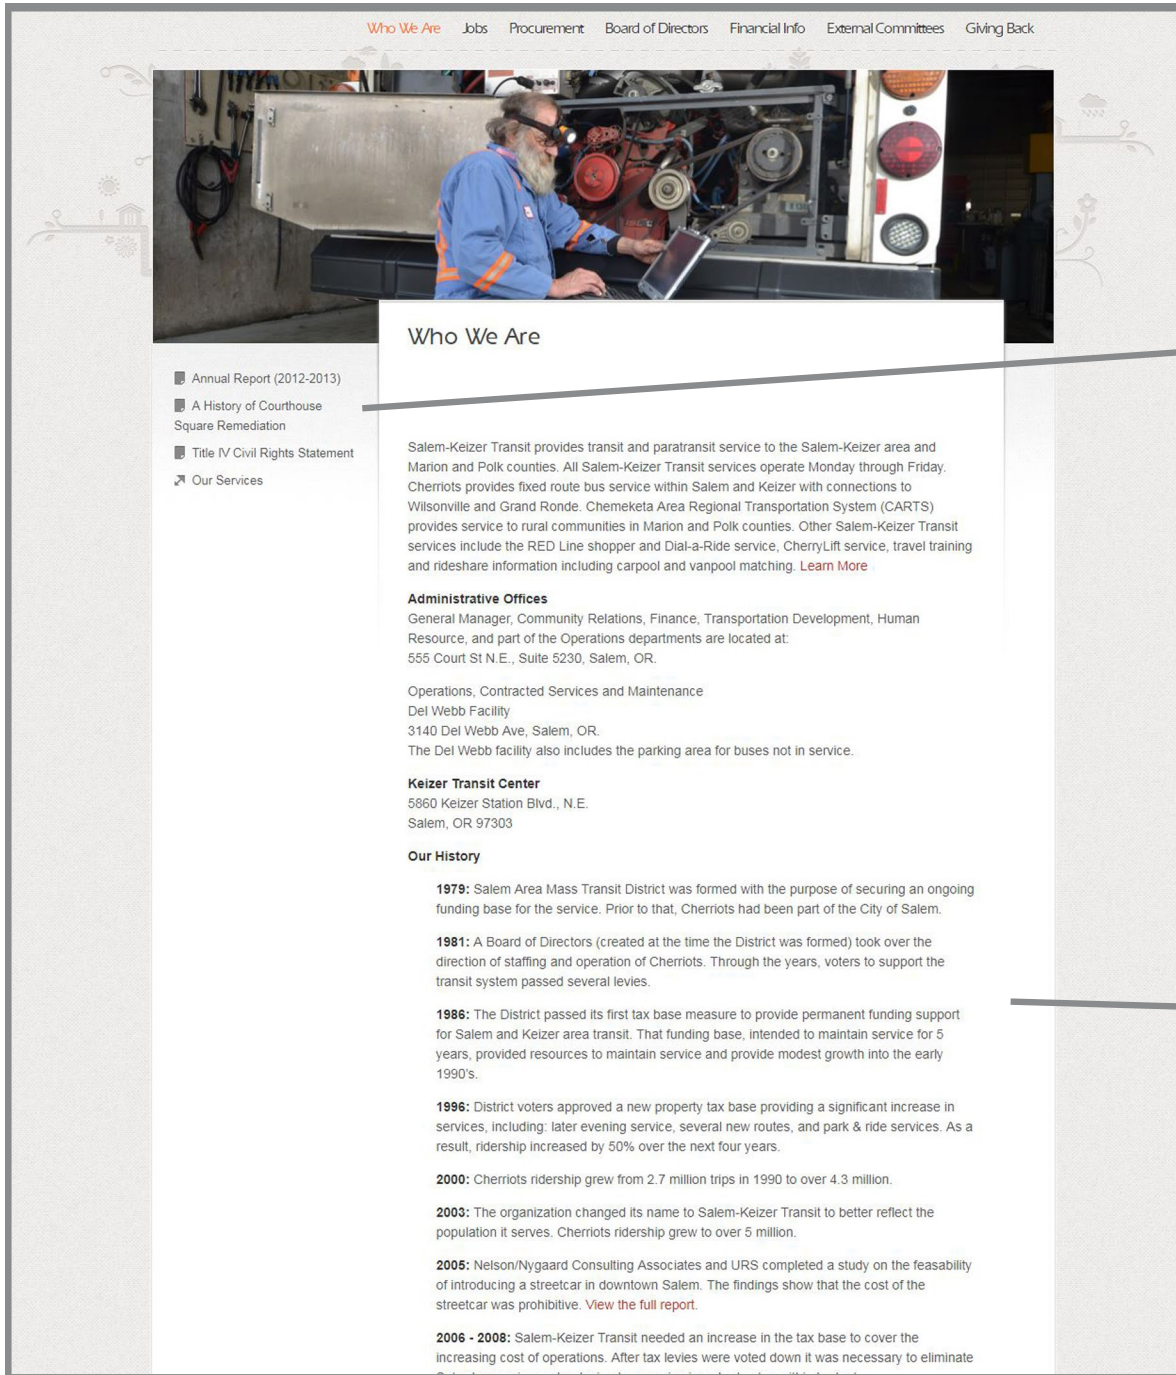 Who We Are Jobs Procurement Board of Directors Financial Info External Committees Giving Back
Who We Are
Annual Report (2012-2013)
A History of Courthouse
Square Remediation
Title IV Civil Rights Statement
Our Services
Salem-Keizer Transit provides transit and paratransit service to the Salem-Keizer area and
Marion and Polk counties. All Salem-Keizer Transit services operate Monday through Friday.
Cherriots provides fixed route bus service within Salem and Keizer with connections to
Wilsonville and Grand Ronde. Chemeketa Area Regional Transportation System (CARTS)
provides service to rural communities in Marion and Polk counties. Other Salem-Keizer Transit
services include the RED Line shopper and Dial-a-Ride service, CherryLift service, travel training
and rideshare information including carpool and vanpool matching. Learn More
Administrative Offices
General Manager, Community Relations, Finance, Transportation Development, Human
Resource, and part of the Operations departments are located at:
555 Court St N.E., Suite 5230, Salem, OR.
Operations, Contracted Services and Maintenance
Del Webb Facility
3140 Del Webb Ave, Salem, OR.
The Del Webb facility also includes the parking area for buses not in service.
Keizer Transit Center
5860 Keizer Station Blvd., N.E.
Salem, OR 97303
Our History
1979: Salem Area Mass Transit District was formed with the purpose of securing an ongoing
funding base for the service. Prior to that, Cherriots had been part of the City of Salem.
1981: A Board of Directors (created at the time the District was formed) took over the
direction of staffing and operation of Cherriots. Through the years, voters to support the
transit system passed several levies.
1986: The District passed its first tax base measure to provide permanent funding support
for Salem and Keizer area transit. That funding base, intended to maintain service for 5
years, provided resources to maintain service and provide modest growth into the early
1990's.
1996: District voters approved a new property tax base providing a significant increase in
services, including: later evening service, several new routes, and park & ride services. As a
result, ridership increased by 50% over the next four years.
2000: Cherriots ridership grew from 2.7 million trips in 1990 to over 4.3 million.
2003: The organization changed its name to Salem-Keizer Transit to better reflect the
population it serves. Cherriots ridership grew to over 5 million.
2005: Nelson/Nygaard Consulting Associates and URS completed a study on the feasability
of introducing a streetcar in downtown Salem. The findings show that the cost of the
streetcar was prohibitive. View the full report.
2006 - 2008: Salem-Keizer Transit needed an increase in the tax base to cover the
increasing cost of operations. After tax levies were voted down it was necessary to eliminate